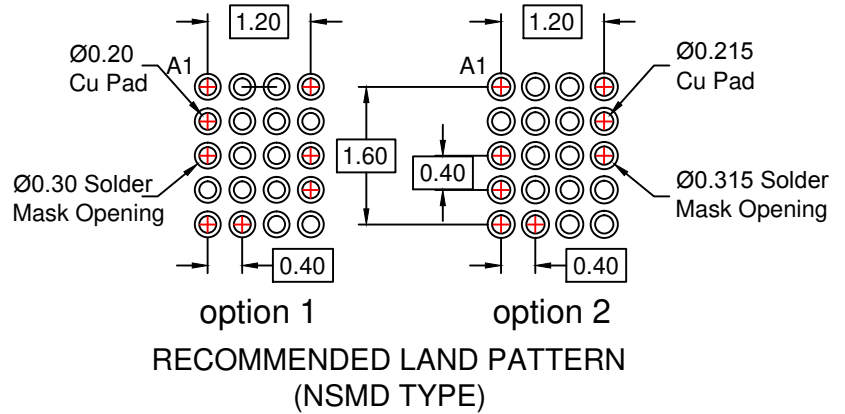 1.20
1.20
Ø0.20
Cu Pad
A1
A1
Ø0.215
Cu Pad
1.60
0.40
Ø0.30 Solder
Mask Opening
Ø0.315 Solder
Mask Opening
0.40
0.40
option 1
option 2
RECOMMENDED LAND PATTERN
(NSMD TYPE)